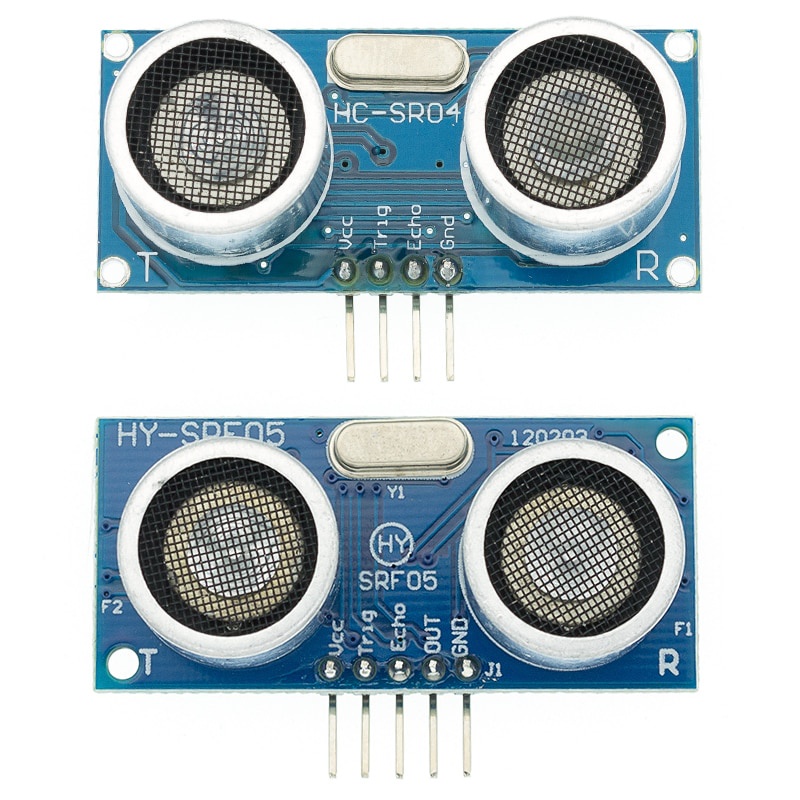 HC-SR04
Vcc
Trig
Echo
Gnd
T
R
HY-SRF05
120203
Y1
HY
SRF05
F2
F1
Vcc
Trig
Echo
OUT
GND
J1
T
R